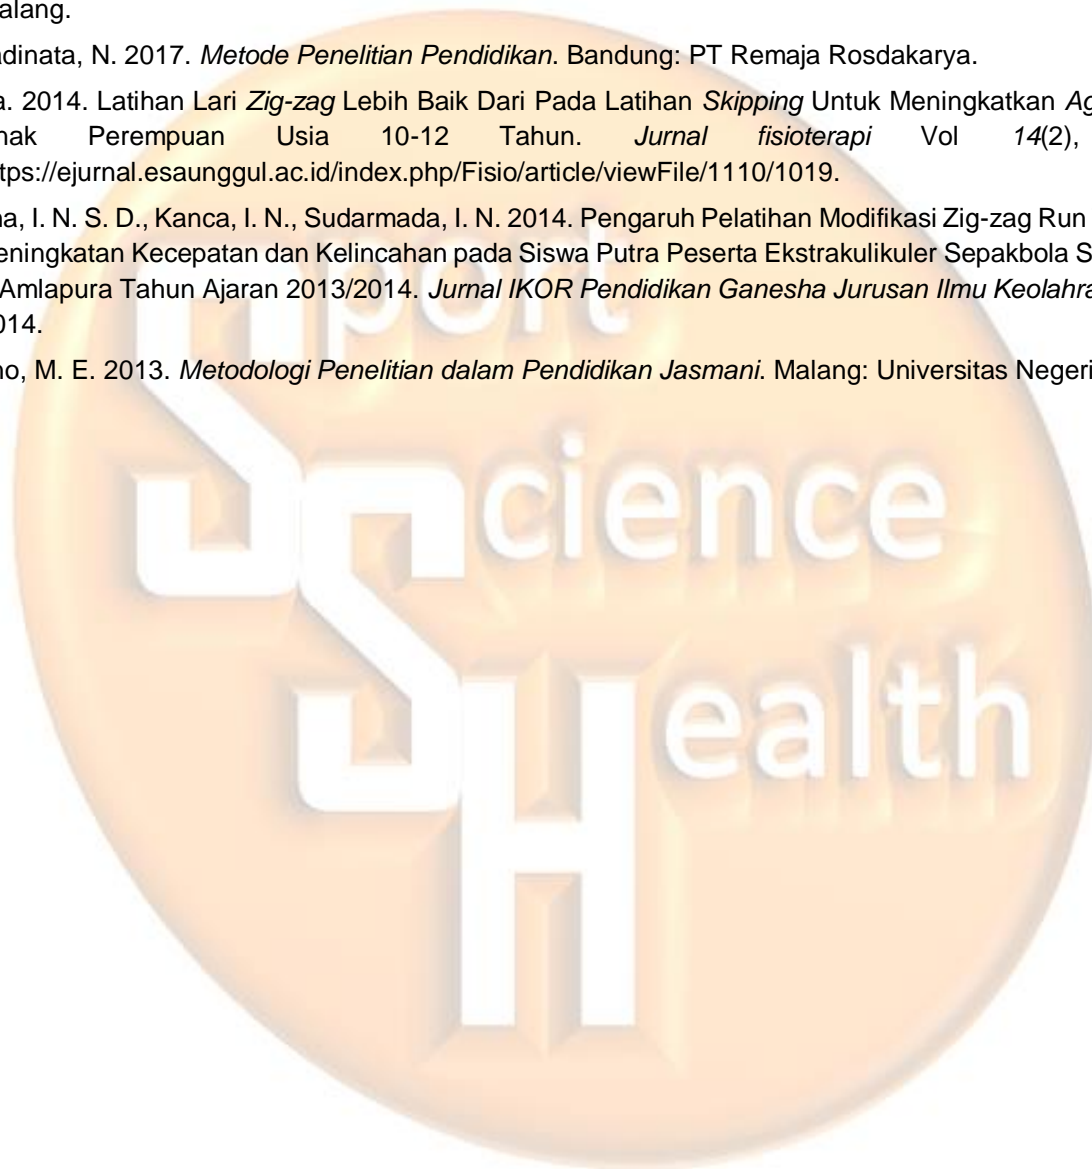 alang.
adinata, N. 2017. Metode Penelitian Pendidikan. Bandung: PT Remaja Rosdakarya.
a. 2014. Latihan Lari Zig-zag Lebih Baik Dari Pada Latihan Skipping Untuk Meningkatkan Ag
nak Perempuan Usia 10-12 Tahun. Jurnal fisioterapi Vol 14(2),
tps://ejurnal.esaunggul.ac.id/index.php/Fisio/article/viewFile/1110/1019.
na, I. N. S. D., Kanca, I. N., Sudarmada, I. N. 2014. Pengaruh Pelatihan Modifikasi Zig-zag Run
eningkatan Kecepatan dan Kelincahan pada Siswa Putra Peserta Ekstrakulikuler Sepakbola S
Amlapura Tahun Ajaran 2013/2014. Jurnal IKOR Pendidikan Ganesha Jurusan Ilmu Keolahra
014.
no, M. E. 2013. Metodologi Penelitian dalam Pendidikan Jasmani. Malang: Universitas Negeri
Sport
Science
Health